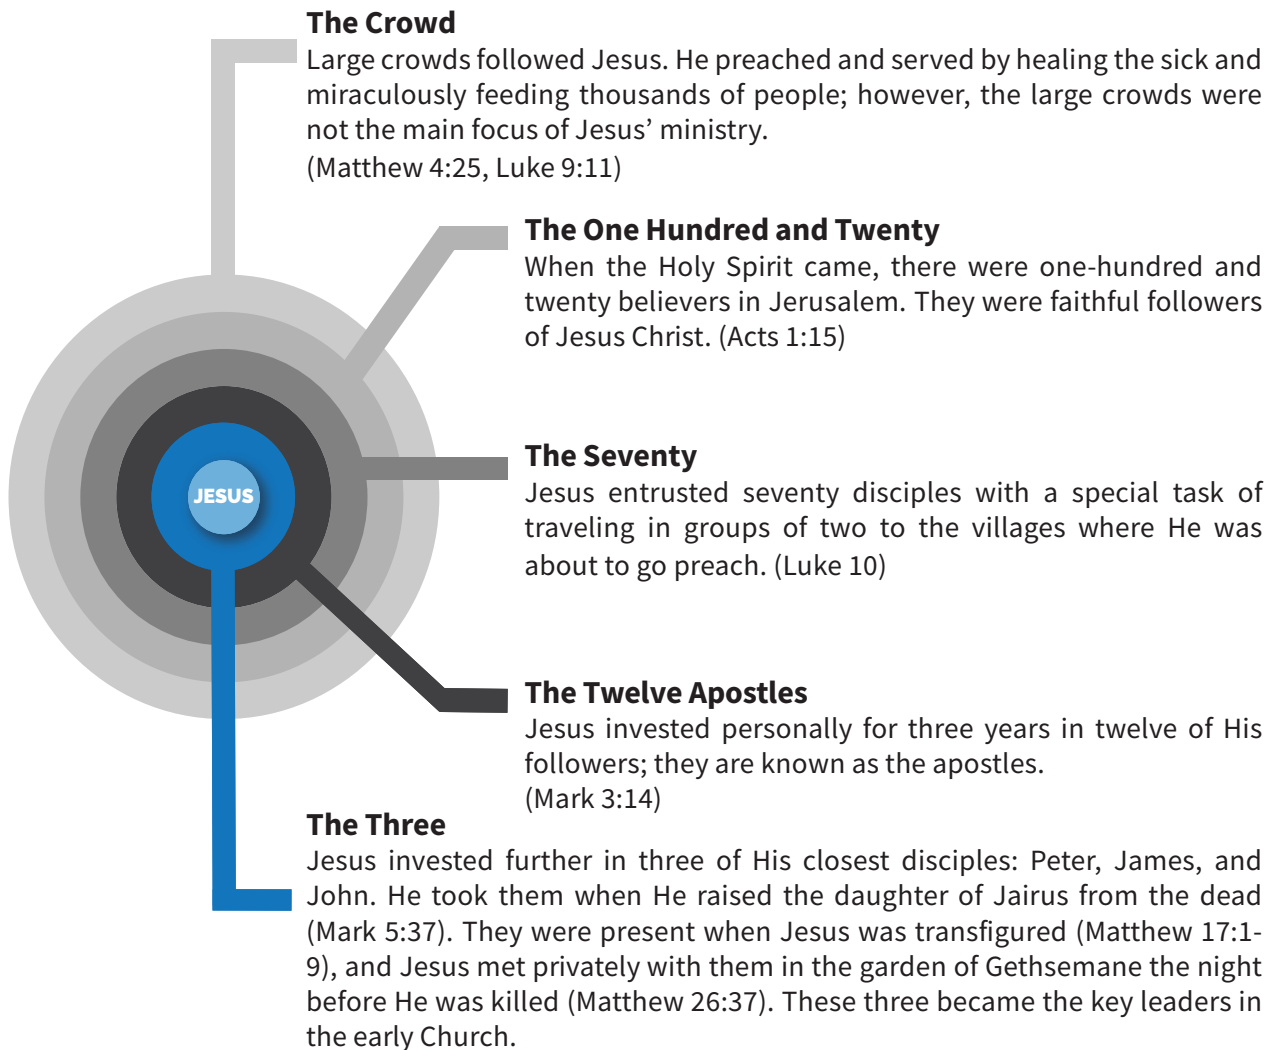 The Crowd
Large crowds followed Jesus. He preached and served by healing the sick and
miraculously feeding thousands of people; however, the large crowds were
not the main focus of Jesus’ ministry.
(Matthew 4:25, Luke 9:11)
The One Hundred and Twenty
When the Holy Spirit came, there were one-hundred and
twenty believers in Jerusalem. They were faithful followers
of Jesus Christ. (Acts 1:15)
The Seventy
Jesus entrusted seventy disciples with a special task of
traveling in groups of two to the villages where He was
about to go preach. (Luke 10)
JESUS
The Twelve Apostles
Jesus invested personally for three years in twelve of His
followers; they are known as the apostles.
(Mark 3:14)
The Three
Jesus invested further in three of His closest disciples: Peter, James, and
John. He took them when He raised the daughter of Jairus from the dead
(Mark 5:37). They were present when Jesus was transfigured (Matthew 17:1-
9), and Jesus met privately with them in the garden of Gethsemane the night
before He was killed (Matthew 26:37). These three became the key leaders in
the early Church.